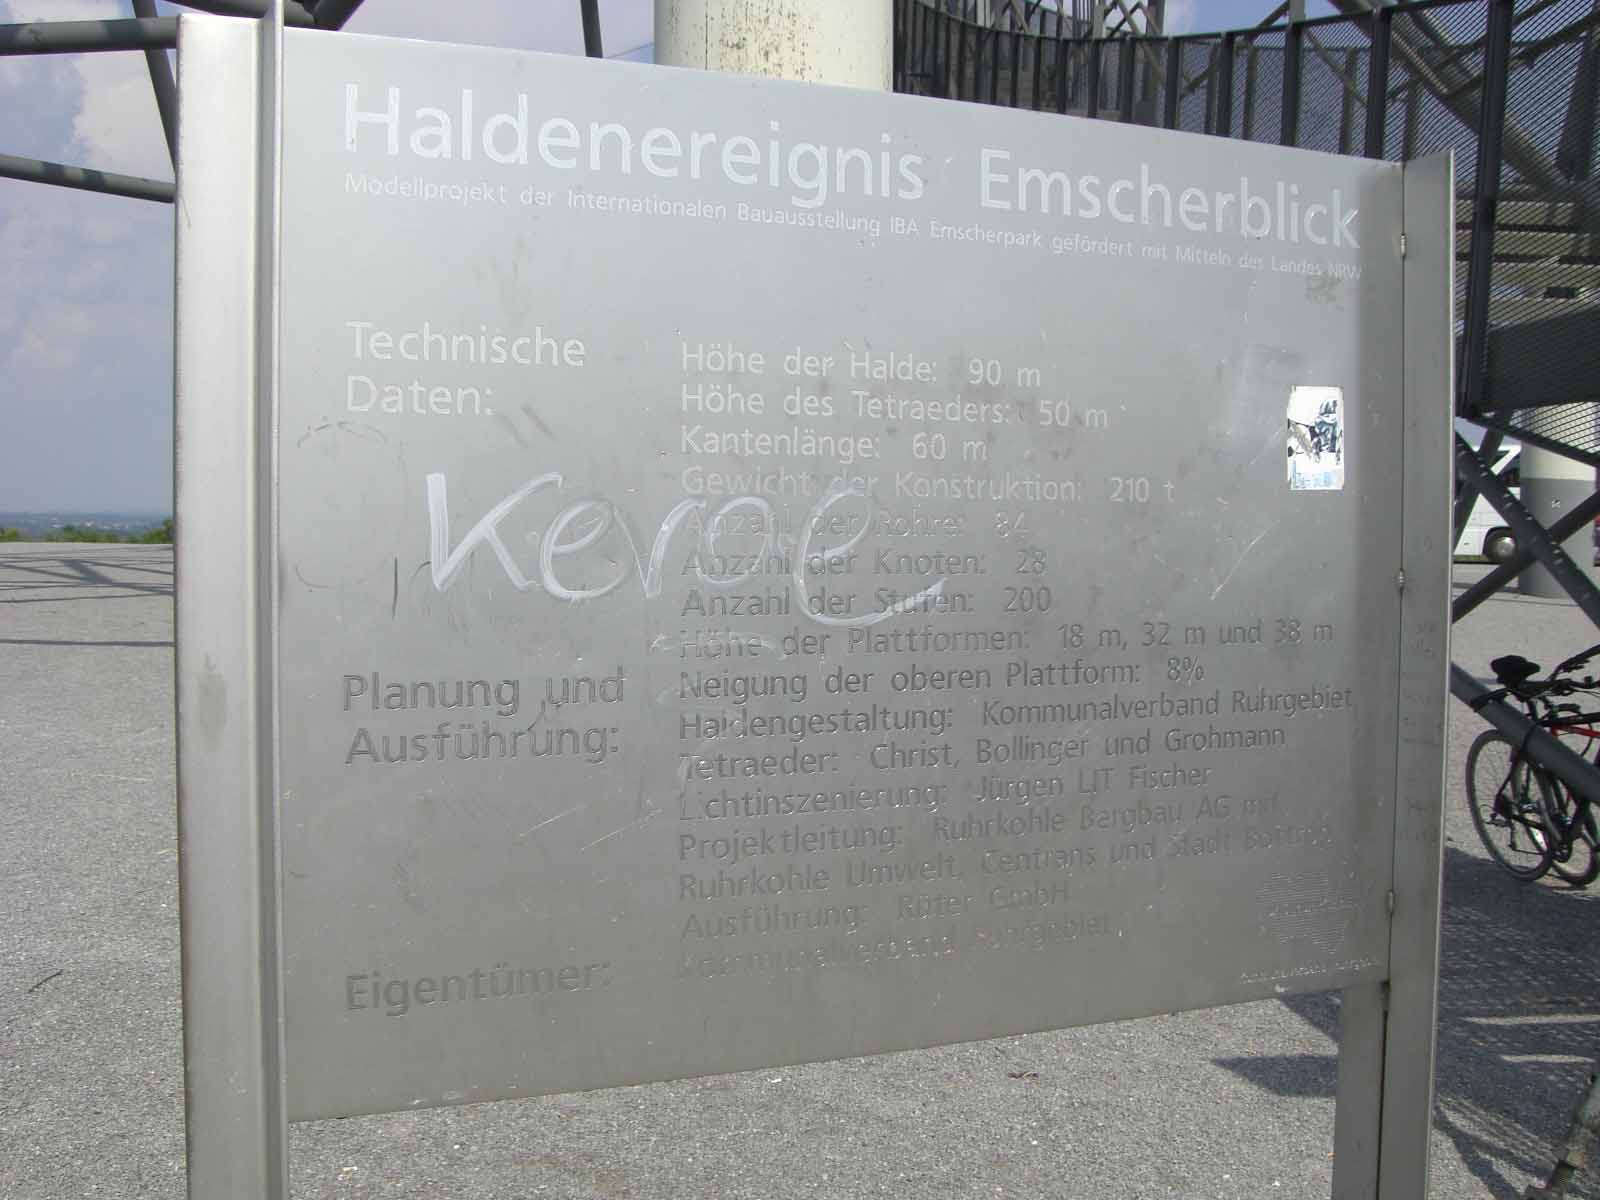 Haldenereignis Emscherblick
Modellprojekt der Internationalen Bauausstellung IBA Emscherpark gefördert mit Mitteln des Landes NRW
Technische
Daten:
Höhe der Halde: 90 m
Höhe des Tetraeders: 50 m
Kantenlänge: 60 m
Gewicht der Konstruktion: 210 t
Anzahl der Rohre: 84
Anzahl der Knoten: 28
Anzahl der Stufen: 200
Höhe der Plattformen: 18 m, 32 m und 38 m
Neigung der oberen Plattform: 8%
Planung und
Ausführung:
Haldengestaltung: Kommunalverband Ruhrgebiet
Tetraeder: Christ, Bollinger und Grohmann
Lichtinszenierung: Jürgen LIT Fischer
Projektleitung: Ruhrkohle Bergbau AG mit
Ruhrkohle Umwelt, Centrans und Stadt Bottrop
Ausführung: Rüter GmbH
Eigentümer:
Kommunalverband Ruhrgebiet